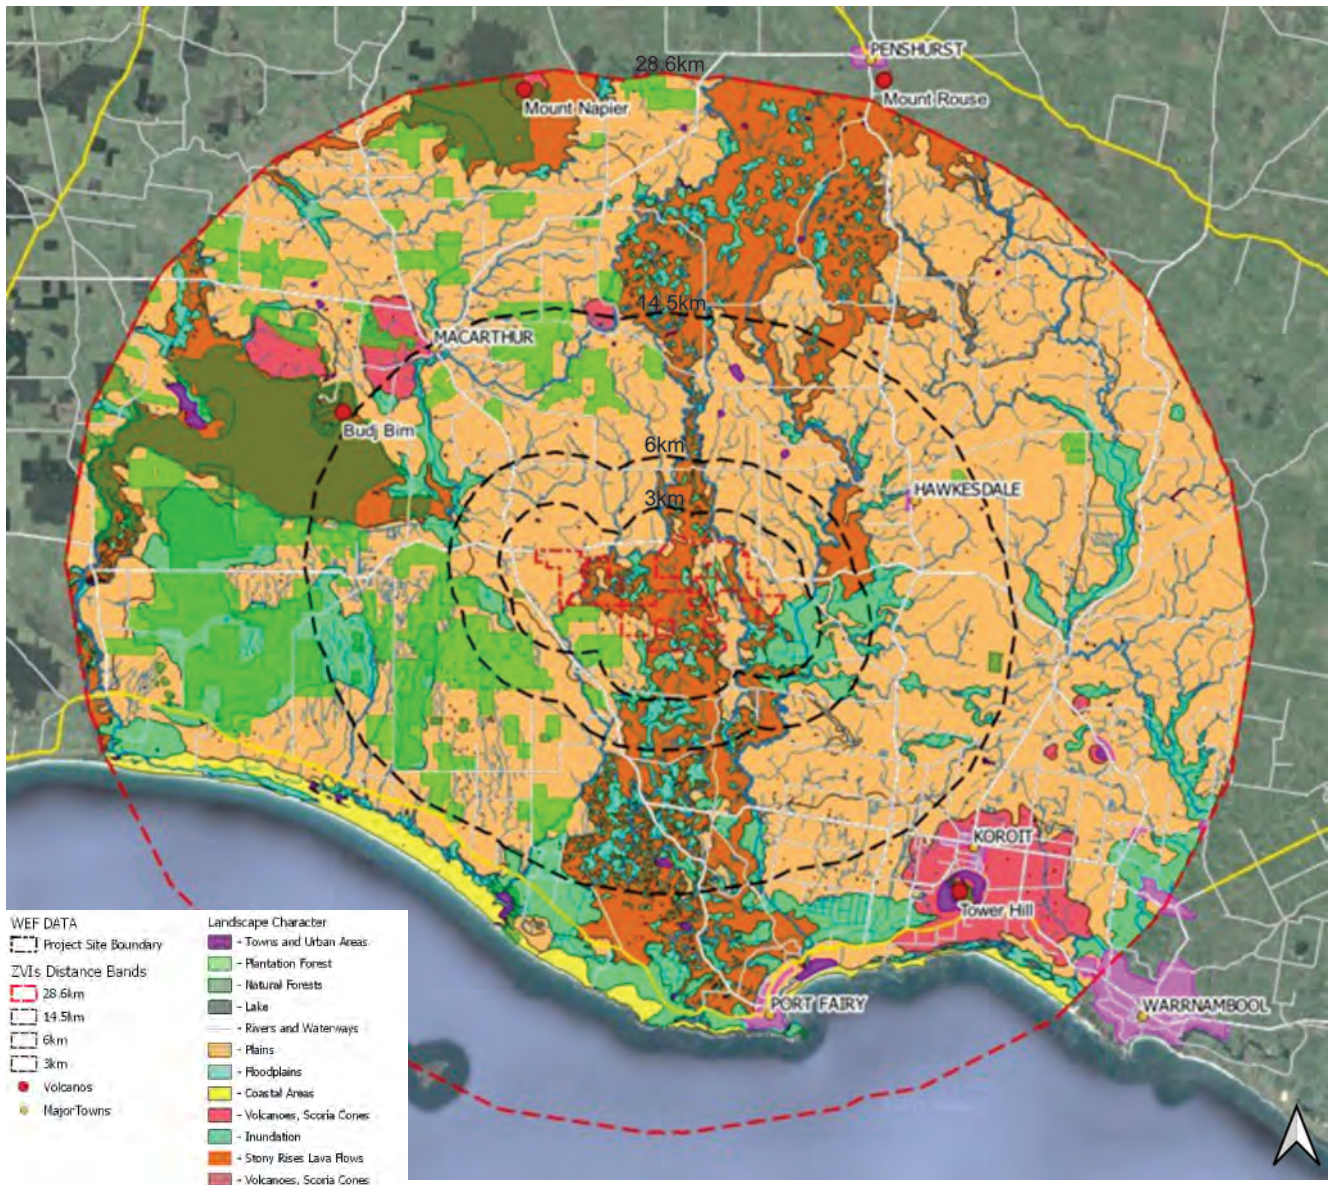 PENSHURST
28.6km
Mount Rouse
Mount Napier
14.5km
MACARTHUR
Budj Bim
6km
HAWKESDALE
3km
KOROIT
Tower Hill
PORT FAIRY
WARRNAMBOOL
WEF DATA
Project Site Boundary
ZVIs Distance Bands
28.6km
14.5km
6km
3km
Volcanos
Major Towns
Landscape Character
- Towns and Urban Areas
- Plantation Forest
- Natural Forests
- Lake
- Rivers and Waterways
- Plains
- Floodplains
- Coastal Areas
- Volcanoes, Scoria Cones
- Inundation
- Stony Rises Lava Flows
- Volcanoes, Scoria Cones